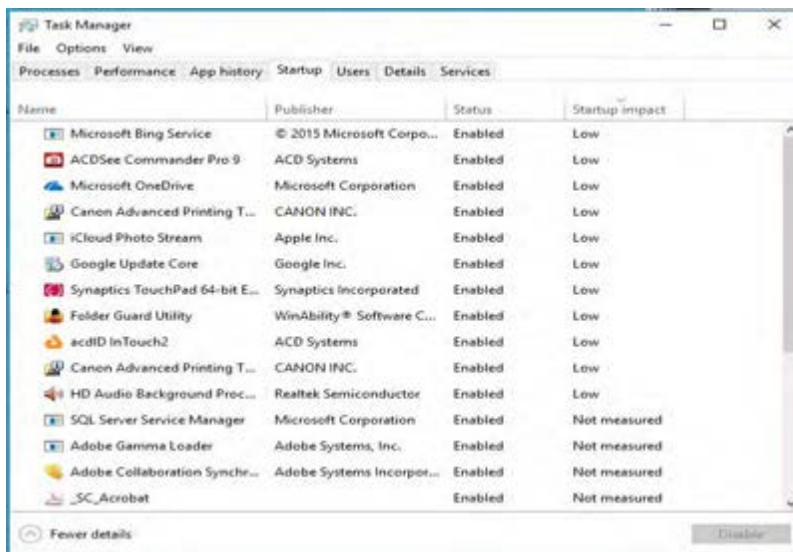 Task Manager
File Options View
Processes Performance App history Startup Users Details Services
Name Publisher Status Startup impact
Microsoft Bing Service © 2015 Microsoft Corpo... Enabled Low
ACDSee Commander Pro 9 ACD Systems Enabled Low
Microsoft OneDrive Microsoft Corporation Enabled Low
Canon Advanced Printing T... CANON INC. Enabled Low
iCloud Photo Stream Apple Inc. Enabled Low
Google Update Core Google Inc. Enabled Low
Synaptics TouchPad 64-bit E... Synaptics Incorporated Enabled Low
Folder Guard Utility WinAbility® Software C... Enabled Low
acdID InTouch2 ACD Systems Enabled Low
Canon Advanced Printing T... CANON INC. Enabled Low
HD Audio Background Proc... Realtek Semiconductor Enabled Low
SQL Server Service Manager Microsoft Corporation Enabled Not measured
Adobe Gamma Loader Adobe Systems, Inc. Enabled Not measured
Adobe Collaboration Synchr... Adobe Systems Incorpor... Enabled Not measured
_SC_Acrobat Enabled Not measured
Fewer details Disable